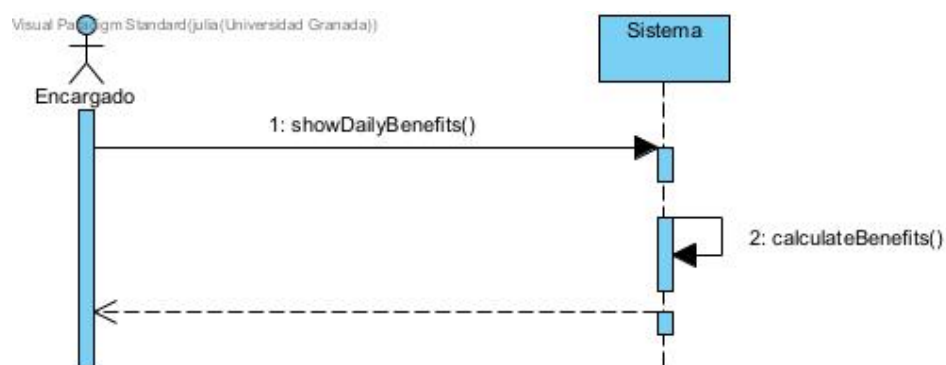 Visual Paradigm Standard(julia(Universidad Granada))
Sistema
Encargado
1: showDailyBenefits()
2: calculateBenefits()